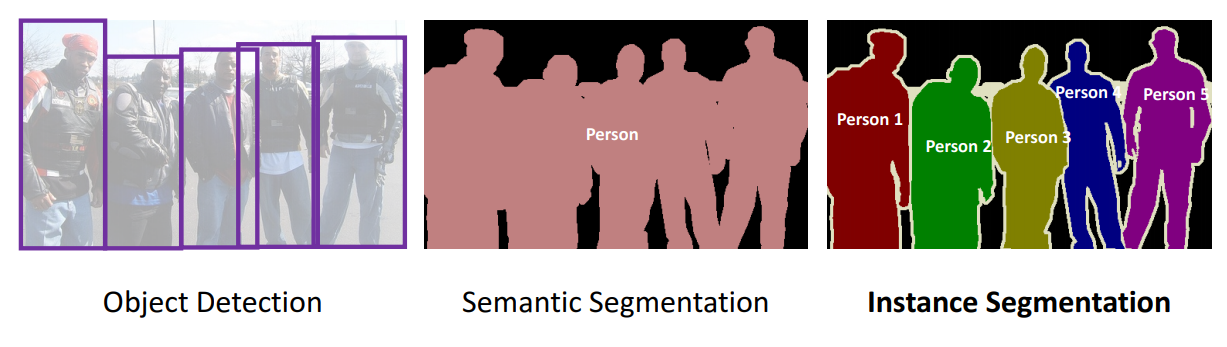 Person
Person 1
Person 2
Person 3
Person 4
Person 5
Object Detection
Semantic Segmentation
Instance Segmentation